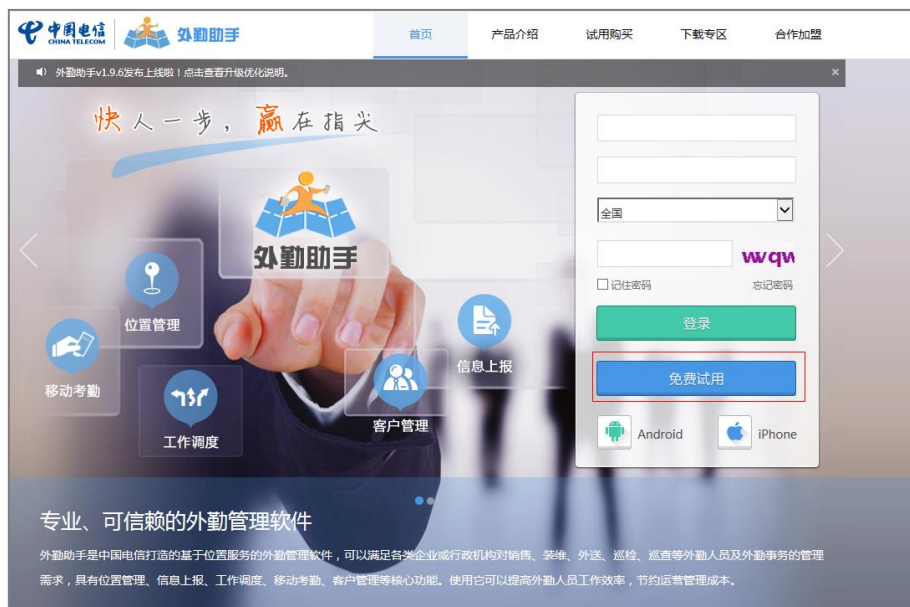 中国电信
CHINA TELECOM
外勤助手
首页 产品介绍 试用购买 下载专区 合作加盟
外勤助手v1.9.6发布上线啦！点击查看升级优化说明。 ×
快人一步，赢在指尖
外勤助手
位置管理
移动考勤
工作调度
客户管理
信息上报
全国
vvqw
记住密码 忘记密码
登录
免费试用
Android iPhone
专业、可信赖的外勤管理软件
外勤助手是中国电信打造的基于位置服务的外勤管理软件，可以满足各类企业或行政机构对销售、装维、外送、巡检、巡查等外勤人员及外勤事务的管理
需求，具有位置管理、信息上报、工作调度、移动考勤、客户管理等核心功能。使用它可以提高外勤人员工作效率，节约运营管理成本。